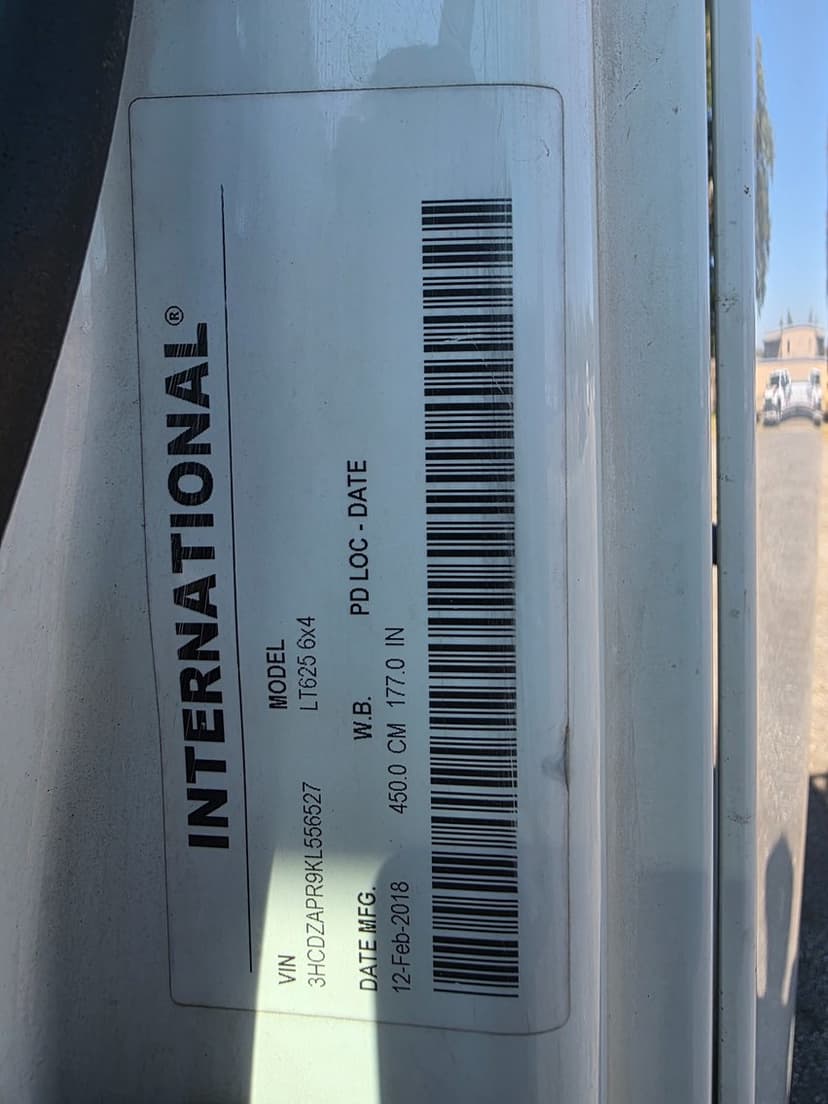 INTERNATIONAL®
VIN MODEL
3HCDZAPR9KL556527 LT625 6x4
DATE MFG. W.B. PD LOC - DATE
12-Feb-2018 450.0 CM 177.0 IN